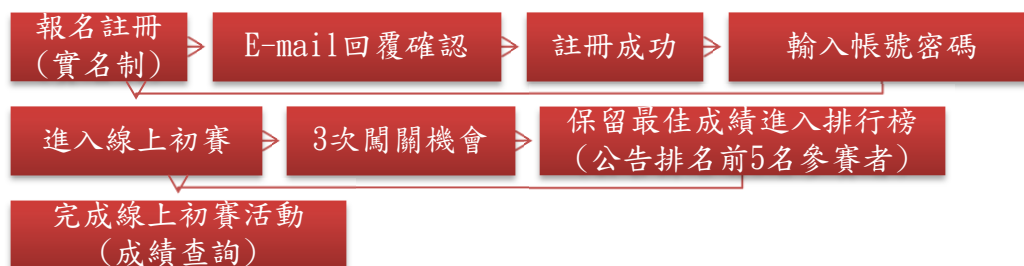 報名註冊
(實名制)
E-mail回覆確認
註冊成功
輸入帳號密碼
進入線上初賽
3次闖關機會
保留最佳成績進入排行榜
(公告排名前5名參賽者)
完成線上初賽活動
(成績查詢)